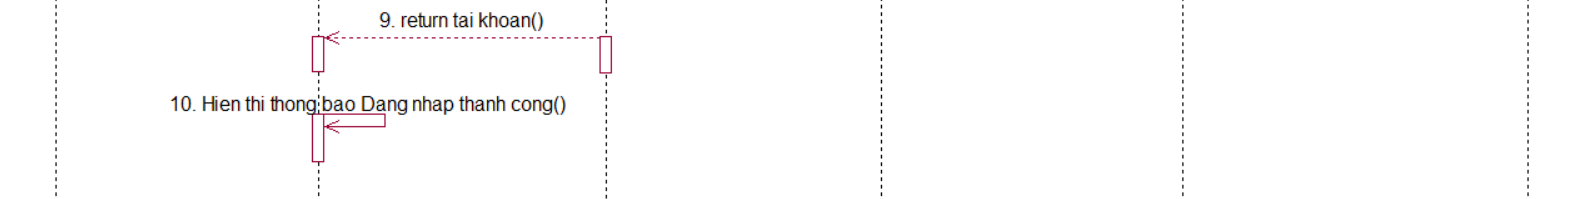 9. return tai khoan()
10. Hien thi thong bao Dang nhap thanh cong()